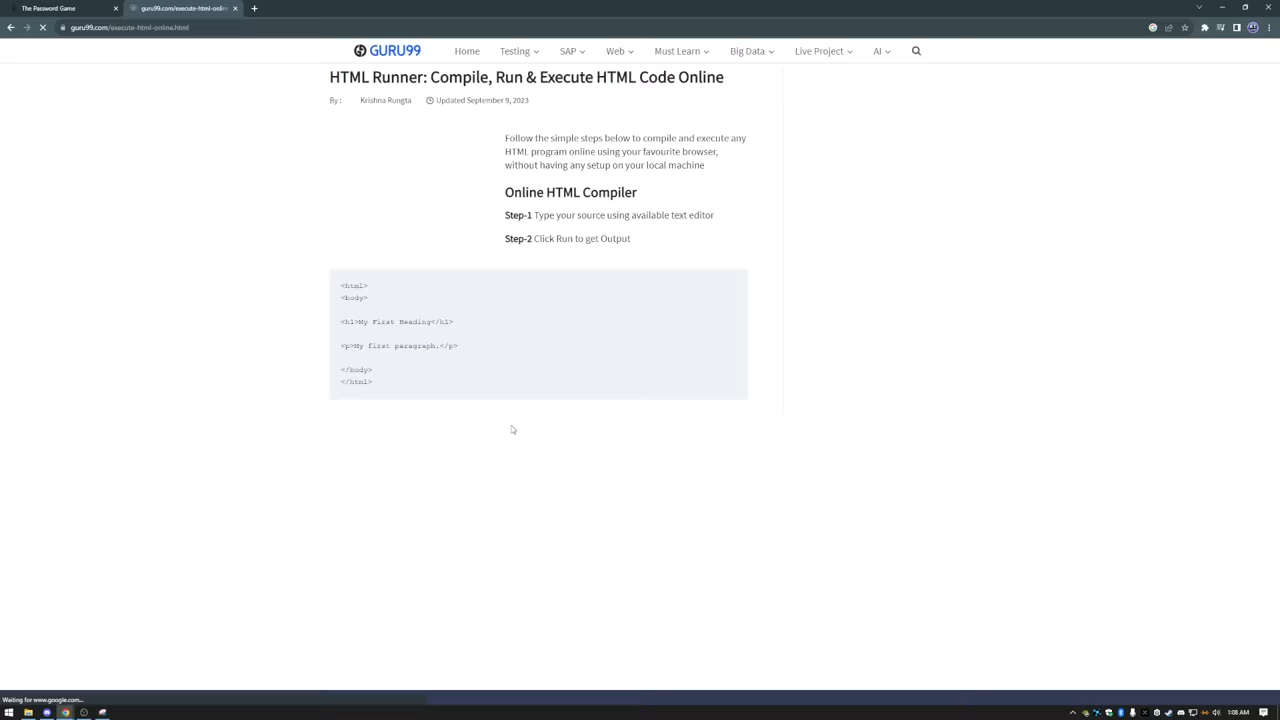 The Password Game
guru99.com/execute-html-onlin
guru99.com/execute-html-online.html
GURU99
Home
Testing
SAP
Web
Must Learn
Big Data
Live Project
AI
HTML Runner: Compile, Run & Execute HTML Code Online
By : Krishna Rungta Updated September 9, 2023
Follow the simple steps below to compile and execute any
HTML program online using your favourite browser,
without having any setup on your local machine
Online HTML Compiler
Step-1 Type your source using available text editor
Step-2 Click Run to get Output
<html>
<body>
<h1>My First Heading</h1>
<p>My first paragraph.</p>
</body>
</html>
Waiting for www.google.com...
1:08 AM